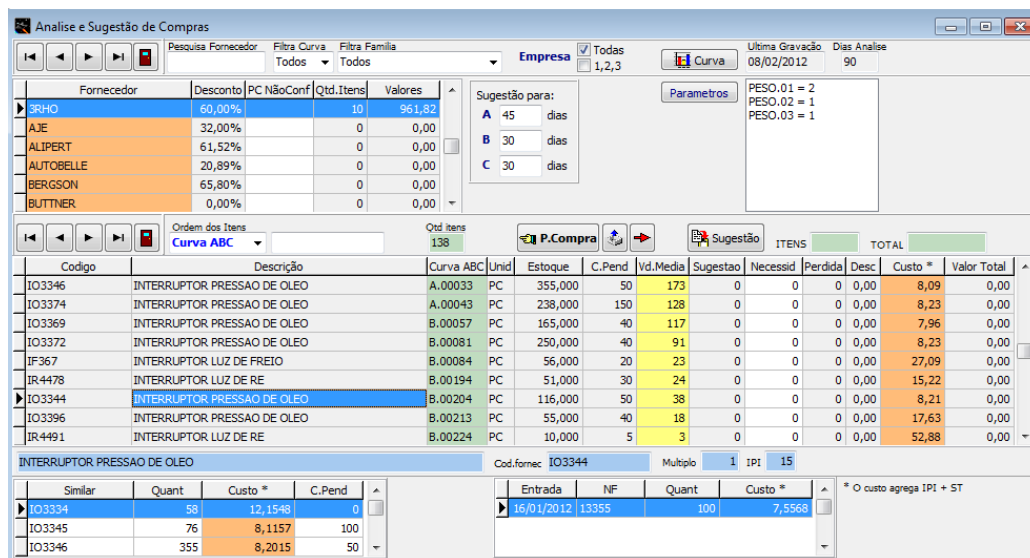 Analise e Sugestão de Compras
Pesquisa Fornecedor Filtra Curva Filtra Familia
Todos Todos
Empresa Todas
1,2,3
Curva
Ultima Gravação Dias Analise
08/02/2012 90
Fornecedor Desconto PC NãoConf Qtd.Itens Valores
3RHO 60,00% 10 961,82
AJE 32,00% 0 0,00
ALIPERT 61,52% 0 0,00
AUTOBELLE 20,89% 0 0,00
BERGSON 65,80% 0 0,00
BUTTNER 0,00% 0 0,00
Sugestão para:
A 45 dias
B 30 dias
C 30 dias
Parametros
PESO.01 = 2
PESO.02 = 1
PESO.03 = 1
Ordem dos Itens
Curva ABC
Qtd itens
138
P.Compra
Sugestão
ITENS
TOTAL
Codigo Descrição Curva ABC Unid Estoque C.Pend Vd.Media Sugestao Necessid Perdida Desc Custo * Valor Total
IO3346 INTERRUPTOR PRESSAO DE OLEO A.00033 PC 355,000 50 173 0 0 0 0,00 8,09 0,00
IO3374 INTERRUPTOR PRESSAO DE OLEO A.00043 PC 238,000 150 128 0 0 0 0,00 8,23 0,00
IO3369 INTERRUPTOR PRESSAO DE OLEO B.00057 PC 165,000 40 117 0 0 0 0,00 7,96 0,00
IO3372 INTERRUPTOR PRESSAO DE OLEO B.00081 PC 250,000 40 91 0 0 0 0,00 8,23 0,00
IF367 INTERRUPTOR LUZ DE FREIO B.00084 PC 56,000 20 23 0 0 0 0,00 27,09 0,00
IR4478 INTERRUPTOR LUZ DE RE B.00194 PC 51,000 30 24 0 0 0 0,00 15,22 0,00
IO3344 INTERRUPTOR PRESSAO DE OLEO B.00204 PC 116,000 50 38 0 0 0 0,00 8,21 0,00
IO3396 INTERRUPTOR PRESSAO DE OLEO B.00213 PC 55,000 40 18 0 0 0 0,00 17,63 0,00
IR4491 INTERRUPTOR LUZ DE RE B.00224 PC 10,000 5 3 0 0 0 0,00 52,88 0,00
INTERRUPTOR PRESSAO DE OLEO Cod.fornec IO3344 Multiplo 1 IPI 15
Similar Quant Custo * C.Pend
IO3334 58 12,1548 0
IO3345 76 8,1157 100
IO3346 355 8,2015 50
Entrada NF Quant Custo *
16/01/2012 13355 100 7,5568
* O custo agrega IPI + ST